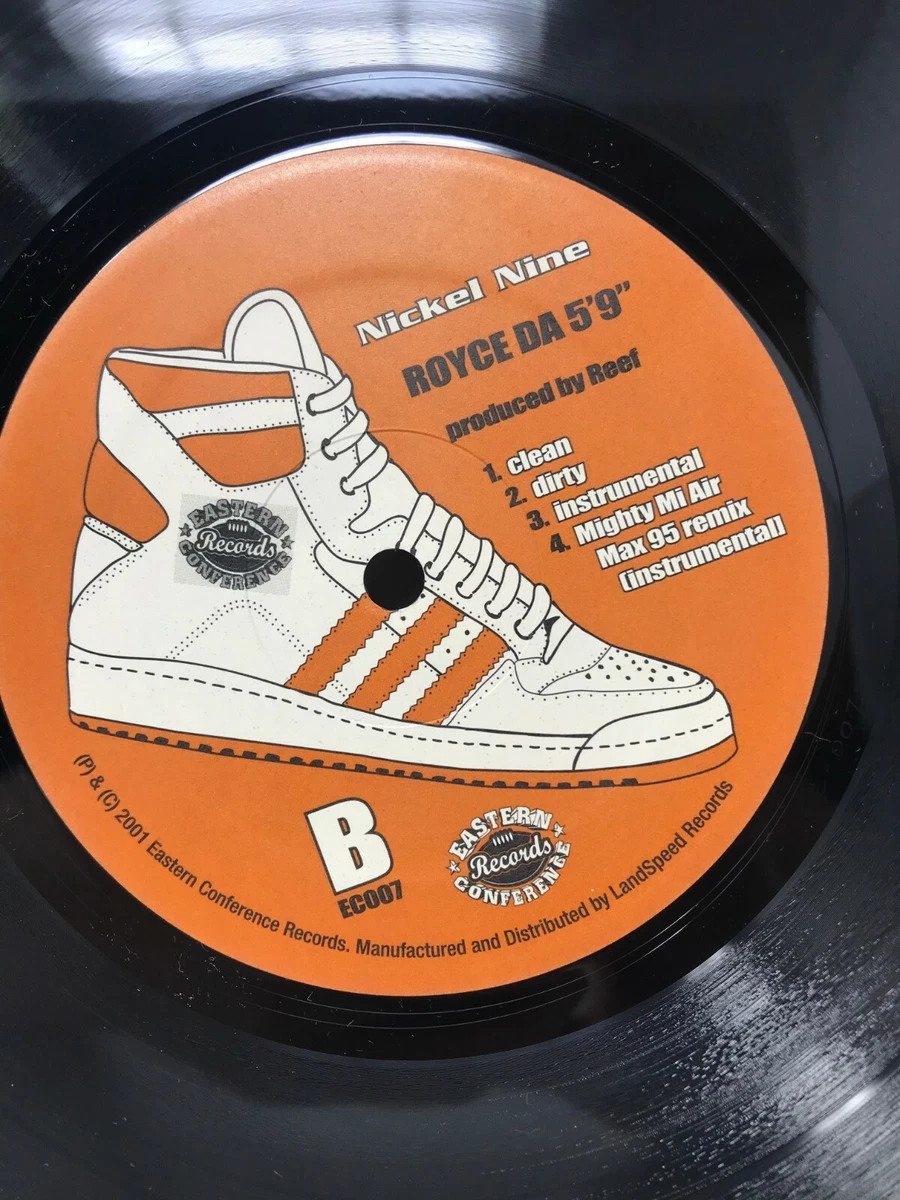 Nickel Nine
ROYCE DA 5'9"
produced by Reef
1. clean
2. dirty
3. instrumental
4. Mighty Mi Air
Max 95 remix
(instrumental)
EASTERN
Records
CONFERENCE
B
EC007
EASTERN
Records
CONFERENCE
(P) & (C) 2001 Eastern Conference Records. Manufactured and Distributed by LandSpeed Records